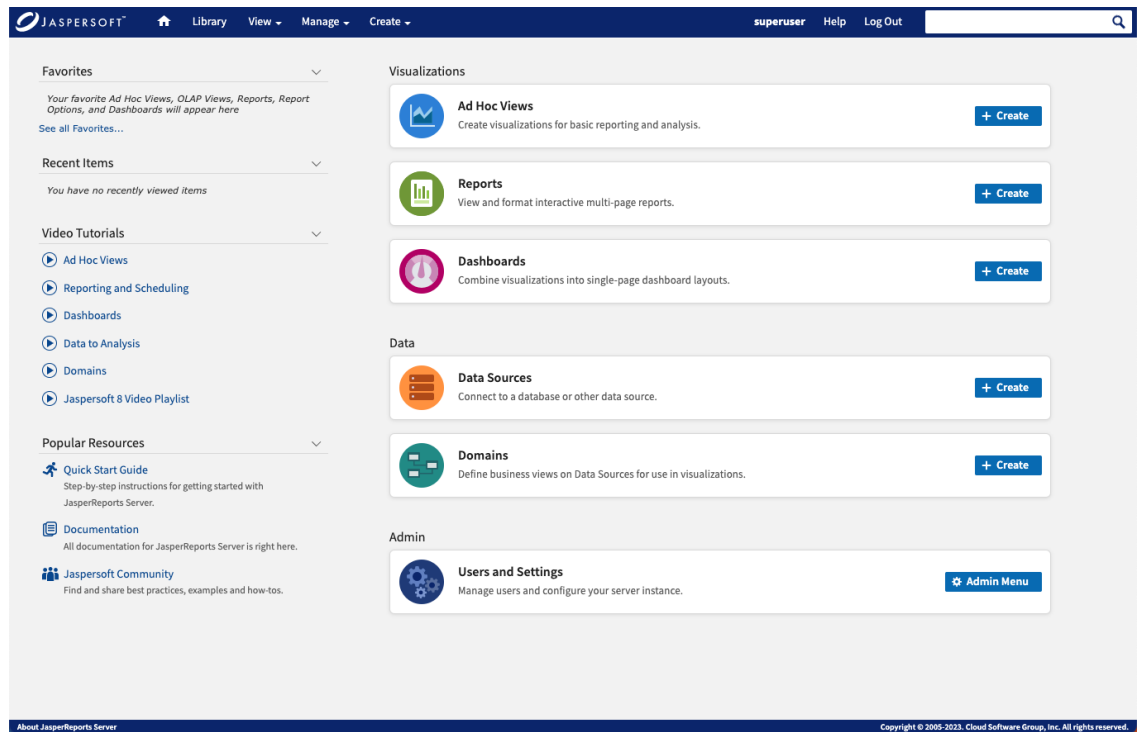 JASPERSOFT™
Library
View
Manage
Create
superuser
Help
Log Out
Favorites
Your favorite Ad Hoc Views, OLAP Views, Reports, Report
Options, and Dashboards will appear here
See all Favorites...
Recent Items
You have no recently viewed items
Video Tutorials
Ad Hoc Views
Reporting and Scheduling
Dashboards
Data to Analysis
Domains
Jaspersoft 8 Video Playlist
Popular Resources
Quick Start Guide
Step-by-step instructions for getting started with
JasperReports Server.
Documentation
All documentation for JasperReports Server is right here.
Jaspersoft Community
Find and share best practices, examples and how-tos.
Visualizations
Ad Hoc Views
Create visualizations for basic reporting and analysis.
+ Create
Reports
View and format interactive multi-page reports.
+ Create
Dashboards
Combine visualizations into single-page dashboard layouts.
+ Create
Data
Data Sources
Connect to a database or other data source.
+ Create
Domains
Define business views on Data Sources for use in visualizations.
+ Create
Admin
Users and Settings
Manage users and configure your server instance.
Admin Menu
About JasperReports Server
Copyright © 2005-2023. Cloud Software Group, Inc. All rights reserved.